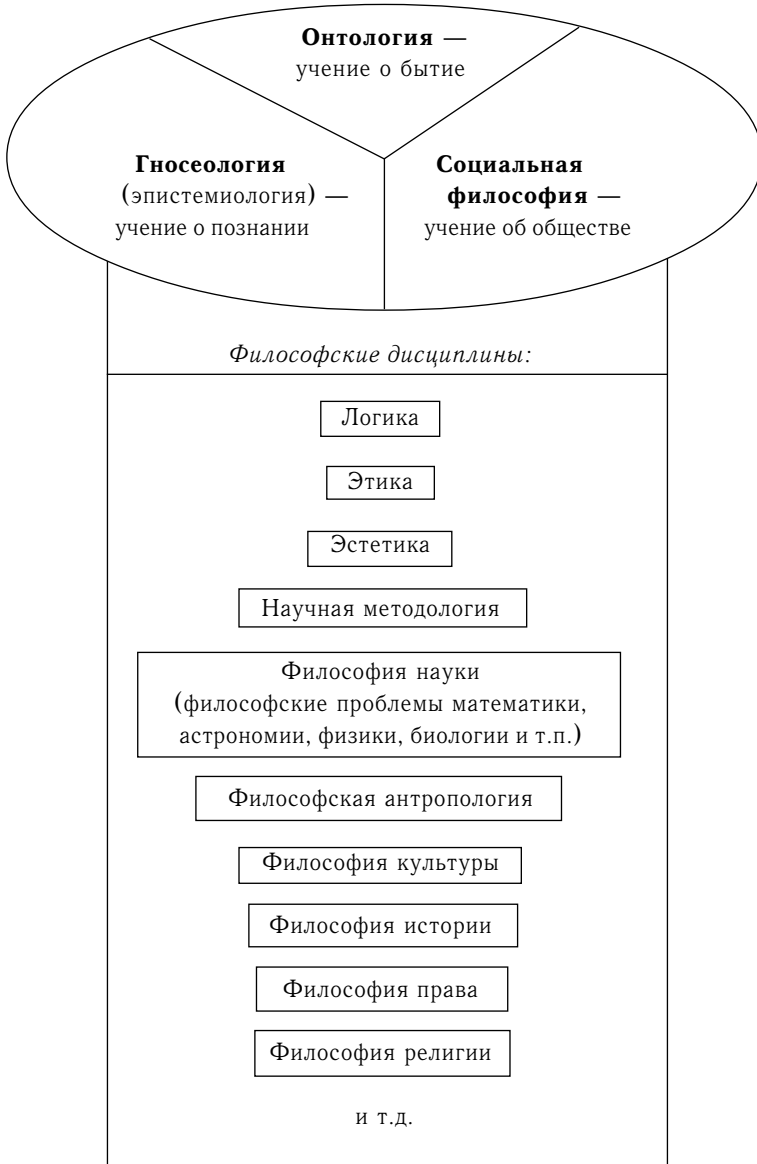 Онтология —
учение о бытие
Гносеология
(эпистемиология) —
учение о познании
Социальная
философия —
учение об обществе
Философские дисциплины:
Логика
Этика
Эстетика
Научная методология
Философия науки
(философские проблемы математики,
астрономии, физики, биологии и т.п.)
Философская антропология
Философия культуры
Философия истории
Философия права
Философия религии
и т.д.